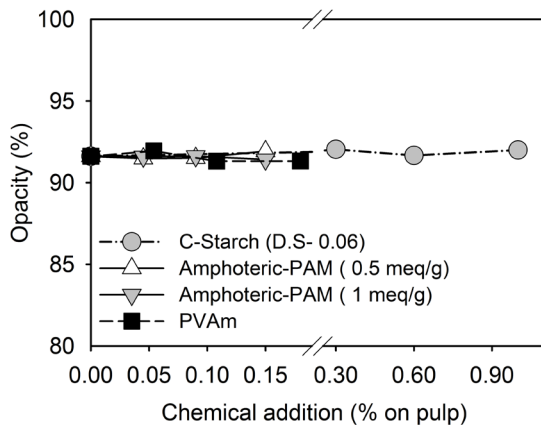 100
95
90
85
80
Opacity (%)
C-Starch (D.S- 0.06)
Amphoteric-PAM ( 0.5 meq/g)
Amphoteric-PAM ( 1 meq/g)
PVAm
0.00 0.05 0.10 0.15 0.30 0.60 0.90
Chemical addition (% on pulp)